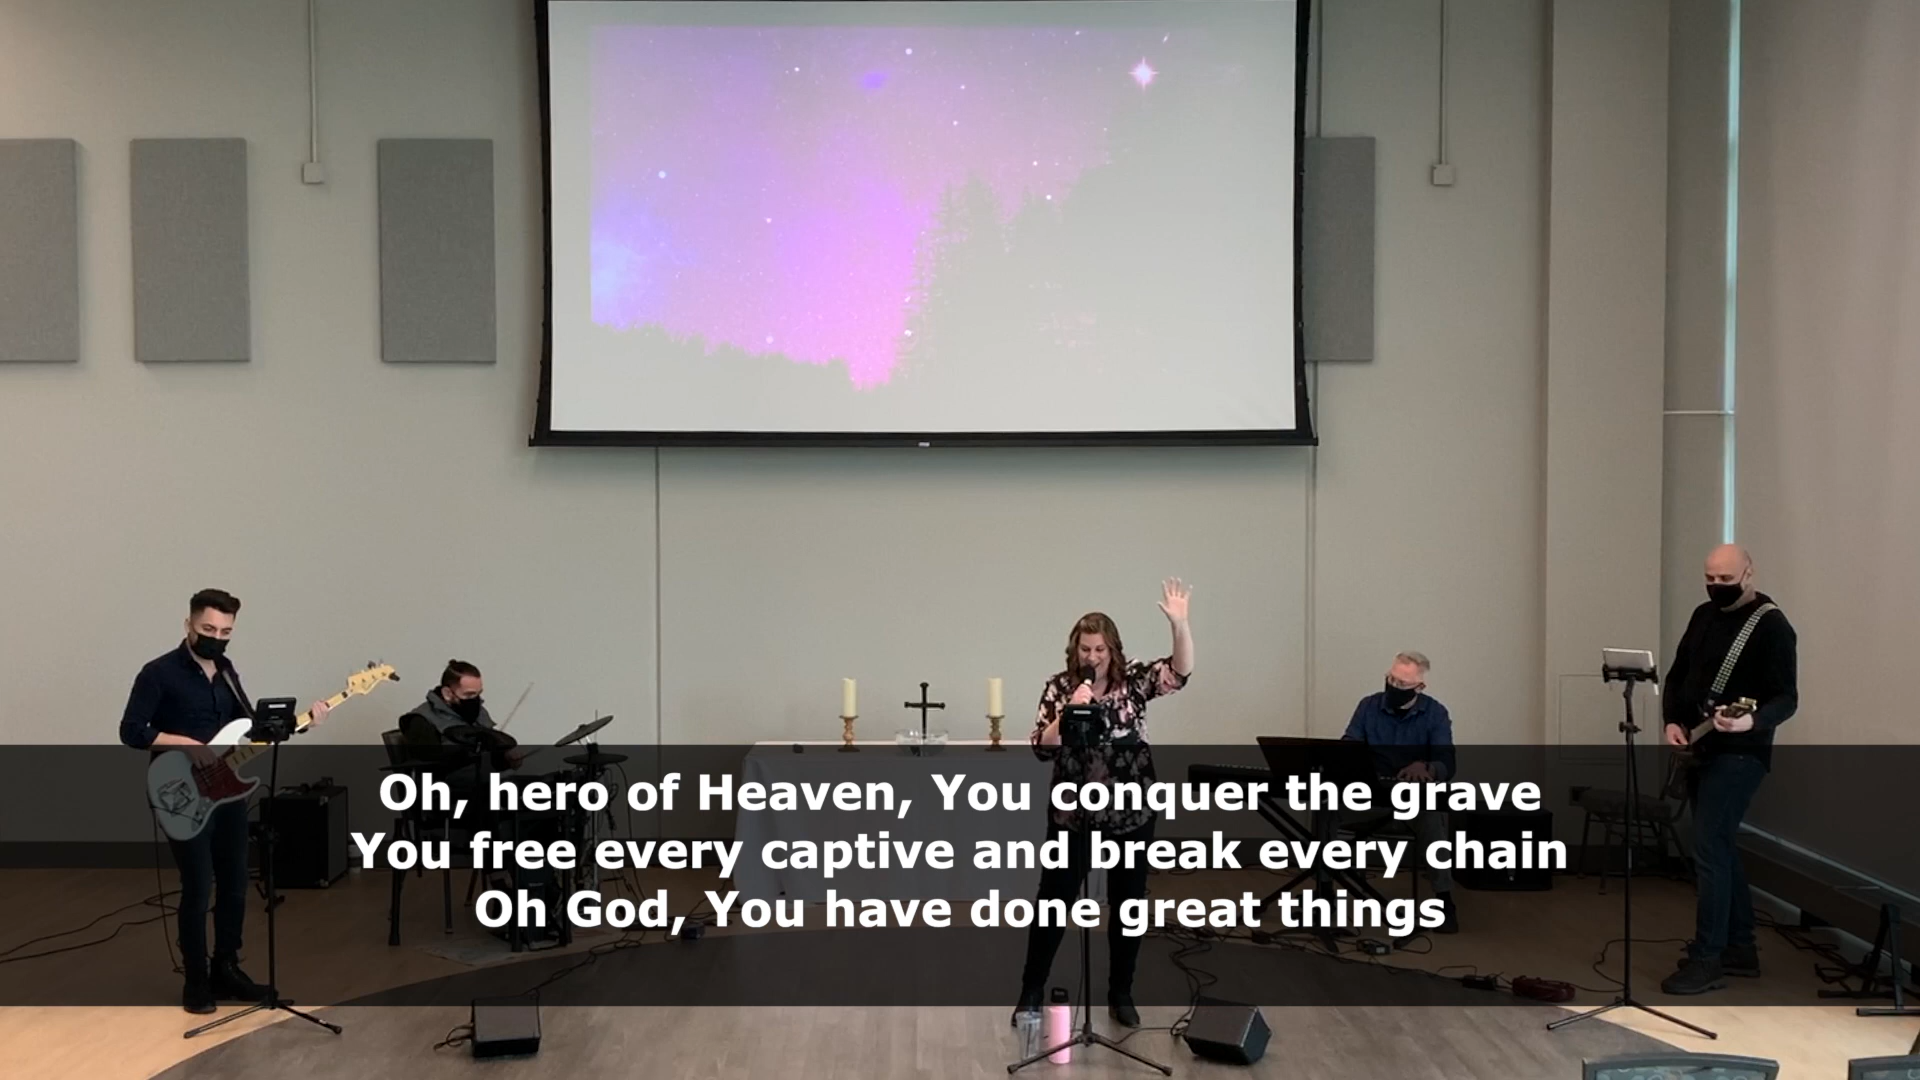 Oh, hero of Heaven, You conquer the grave
You free every captive and break every chain
Oh God, You have done great things